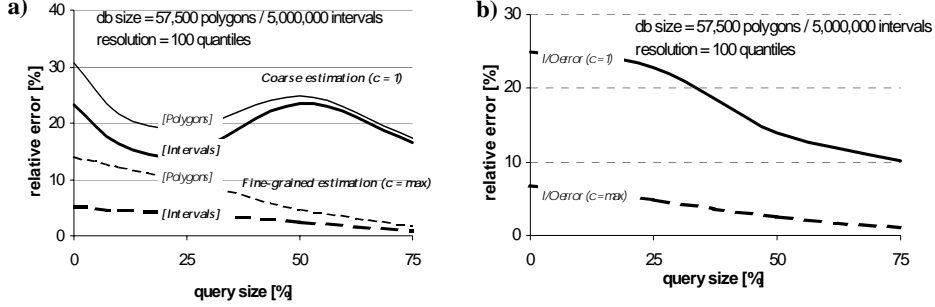 a)
40
30
20
10
0
relative error [%]
db size = 57,500 polygons / 5,000,000 intervals
resolution = 100 quantiles
Coarse estimation (c = 1)
[Polygons]
[Intervals]
[Polygons]
Fine-grained estimation (c = max)
[Intervals]
0 25 50 75
query size [%]
b)
30
20
10
0
relative error [%]
db size = 57,500 polygons / 5,000,000 intervals
resolution = 100 quantiles
I/O error (c = 1)
I/O error (c = max)
0 25 50 75
query size [%]